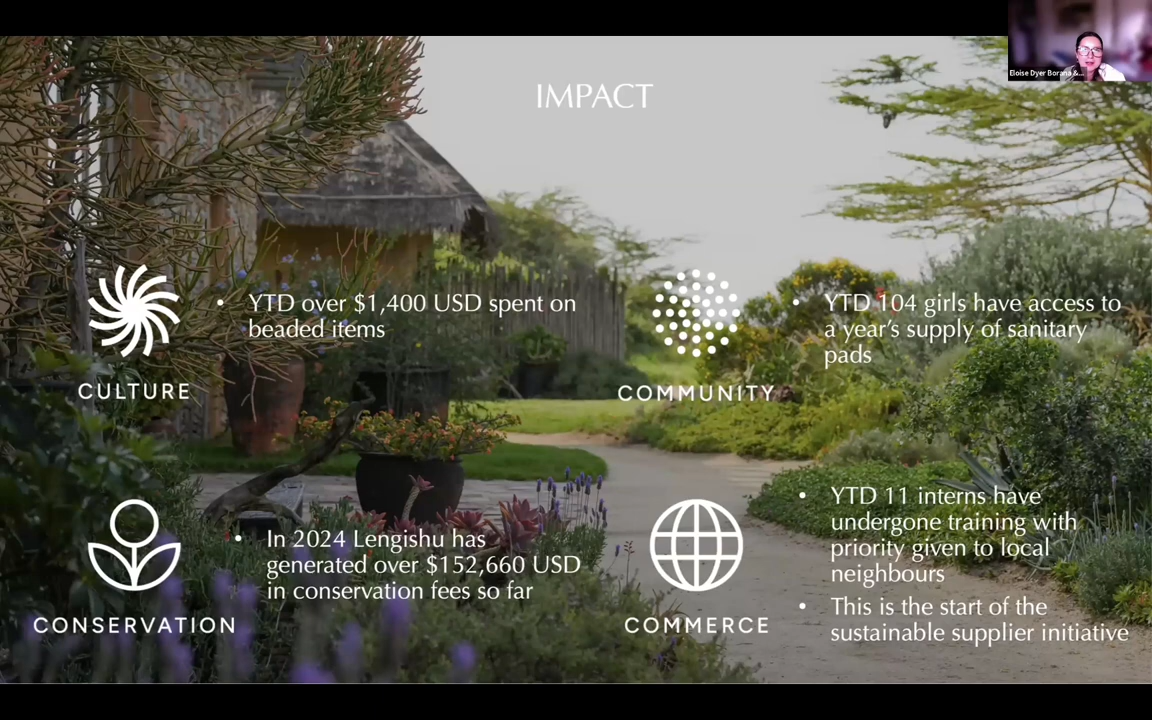 Eloise Dyer Borana &...
IMPACT
• YTD over $1,400 USD spent on
beaded items
CULTURE
• YTD 104 girls have access to
a year's supply of sanitary
pads
COMMUNITY
• In 2024 Lengishu has
generated over $152,660 USD
in conservation fees so far
CONSERVATION
• YTD 11 interns have
undergone training with
priority given to local
neighbours
• This is the start of the
sustainable supplier initiative
COMMERCE